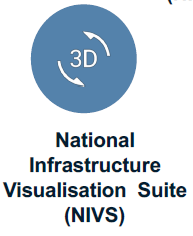 3D
National
Infrastructure
Visualisation Suite
(NIVS)